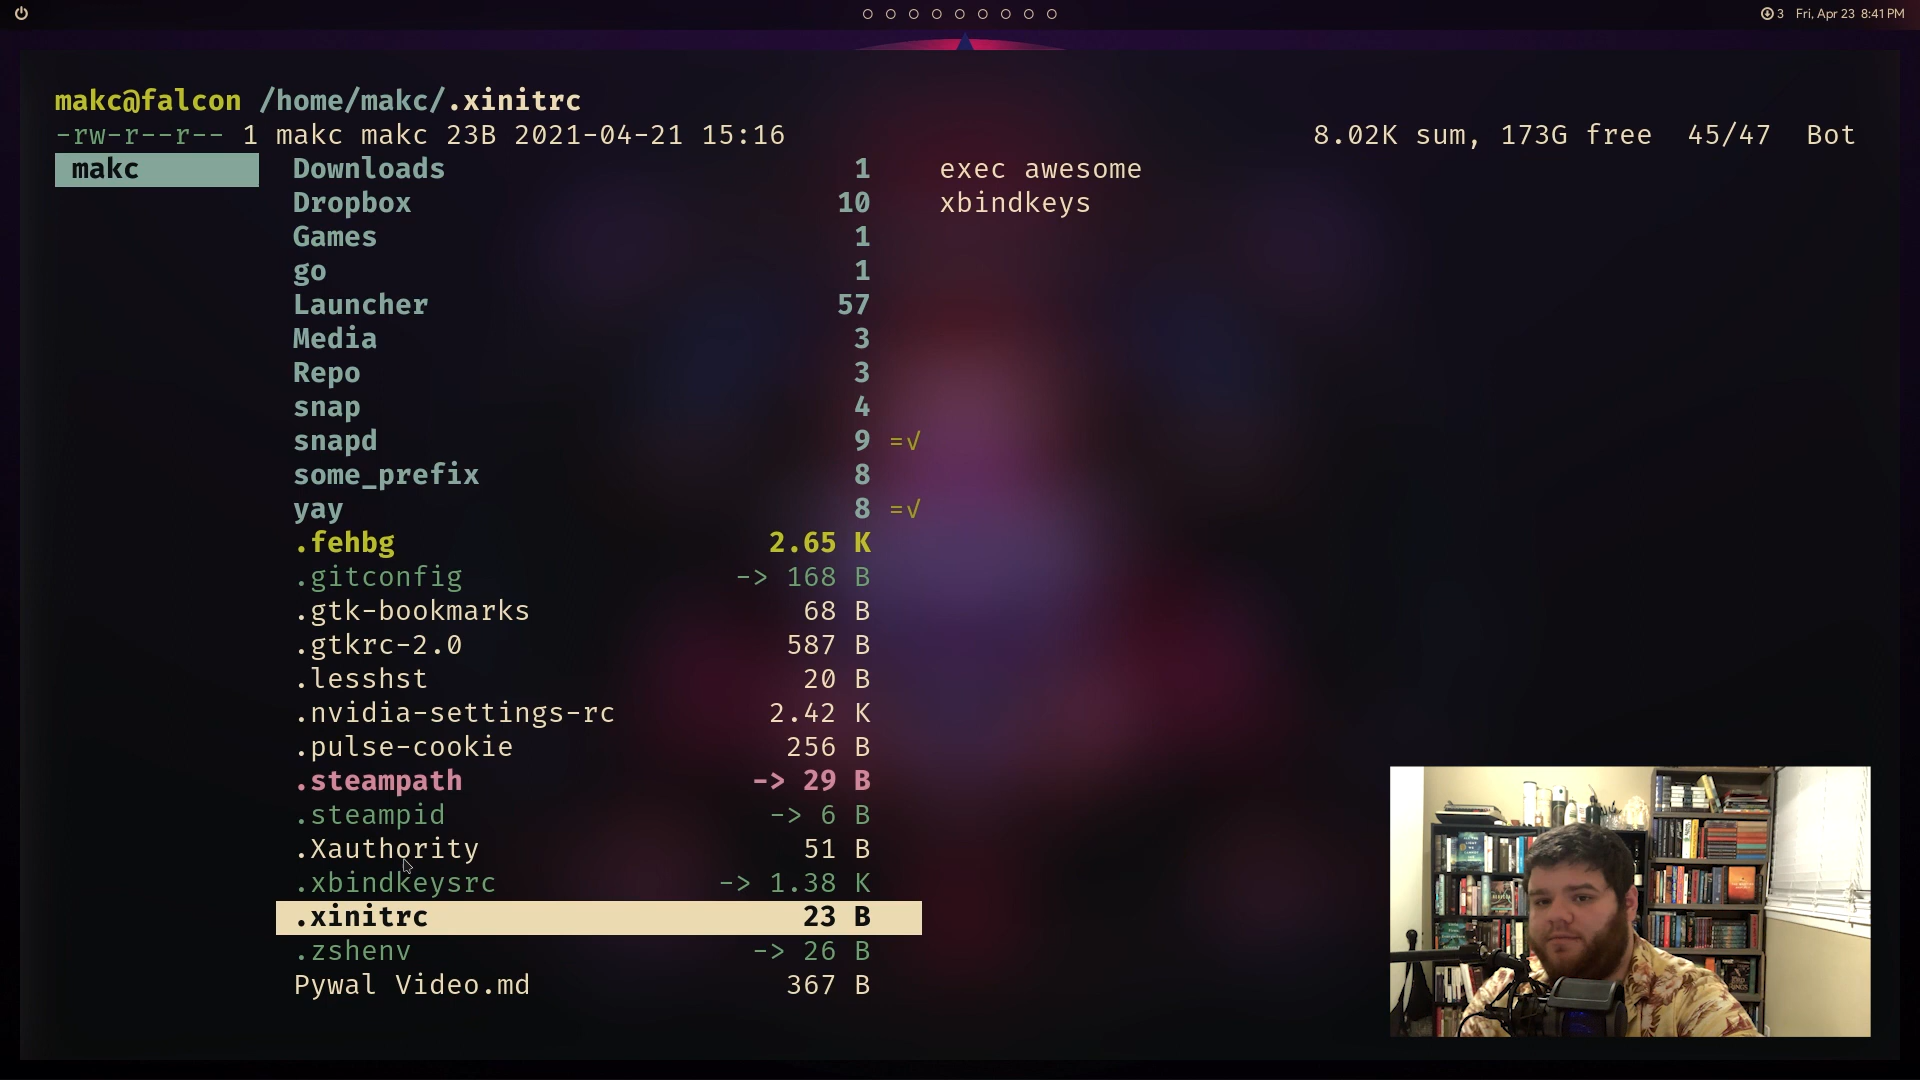 3 Fri, Apr 23 8:41 PM
makc@falcon /home/makc/.xinitrc
-rw-r--r-- 1 makc makc 23B 2021-04-21 15:16 8.02K sum, 173G free 45/47 Bot
makc Downloads 1 exec awesome
Dropbox 10 xbindkeys
Games 1
go 1
Launcher 57
Media 3
Repo 3
snap 4
snapd 9 =√
some_prefix 8
yay 8 =√
.fehbg 2.65 K
.gitconfig -> 168 B
.gtk-bookmarks 68 B
.gtkrc-2.0 587 B
.lesshst 20 B
.nvidia-settings-rc 2.42 K
.pulse-cookie 256 B
.steampath -> 29 B
.steampid -> 6 B
.Xauthority 51 B
.xbindkeysrc -> 1.38 K
.xinitrc 23 B
.zshenv -> 26 B
Pywal Video.md 367 B